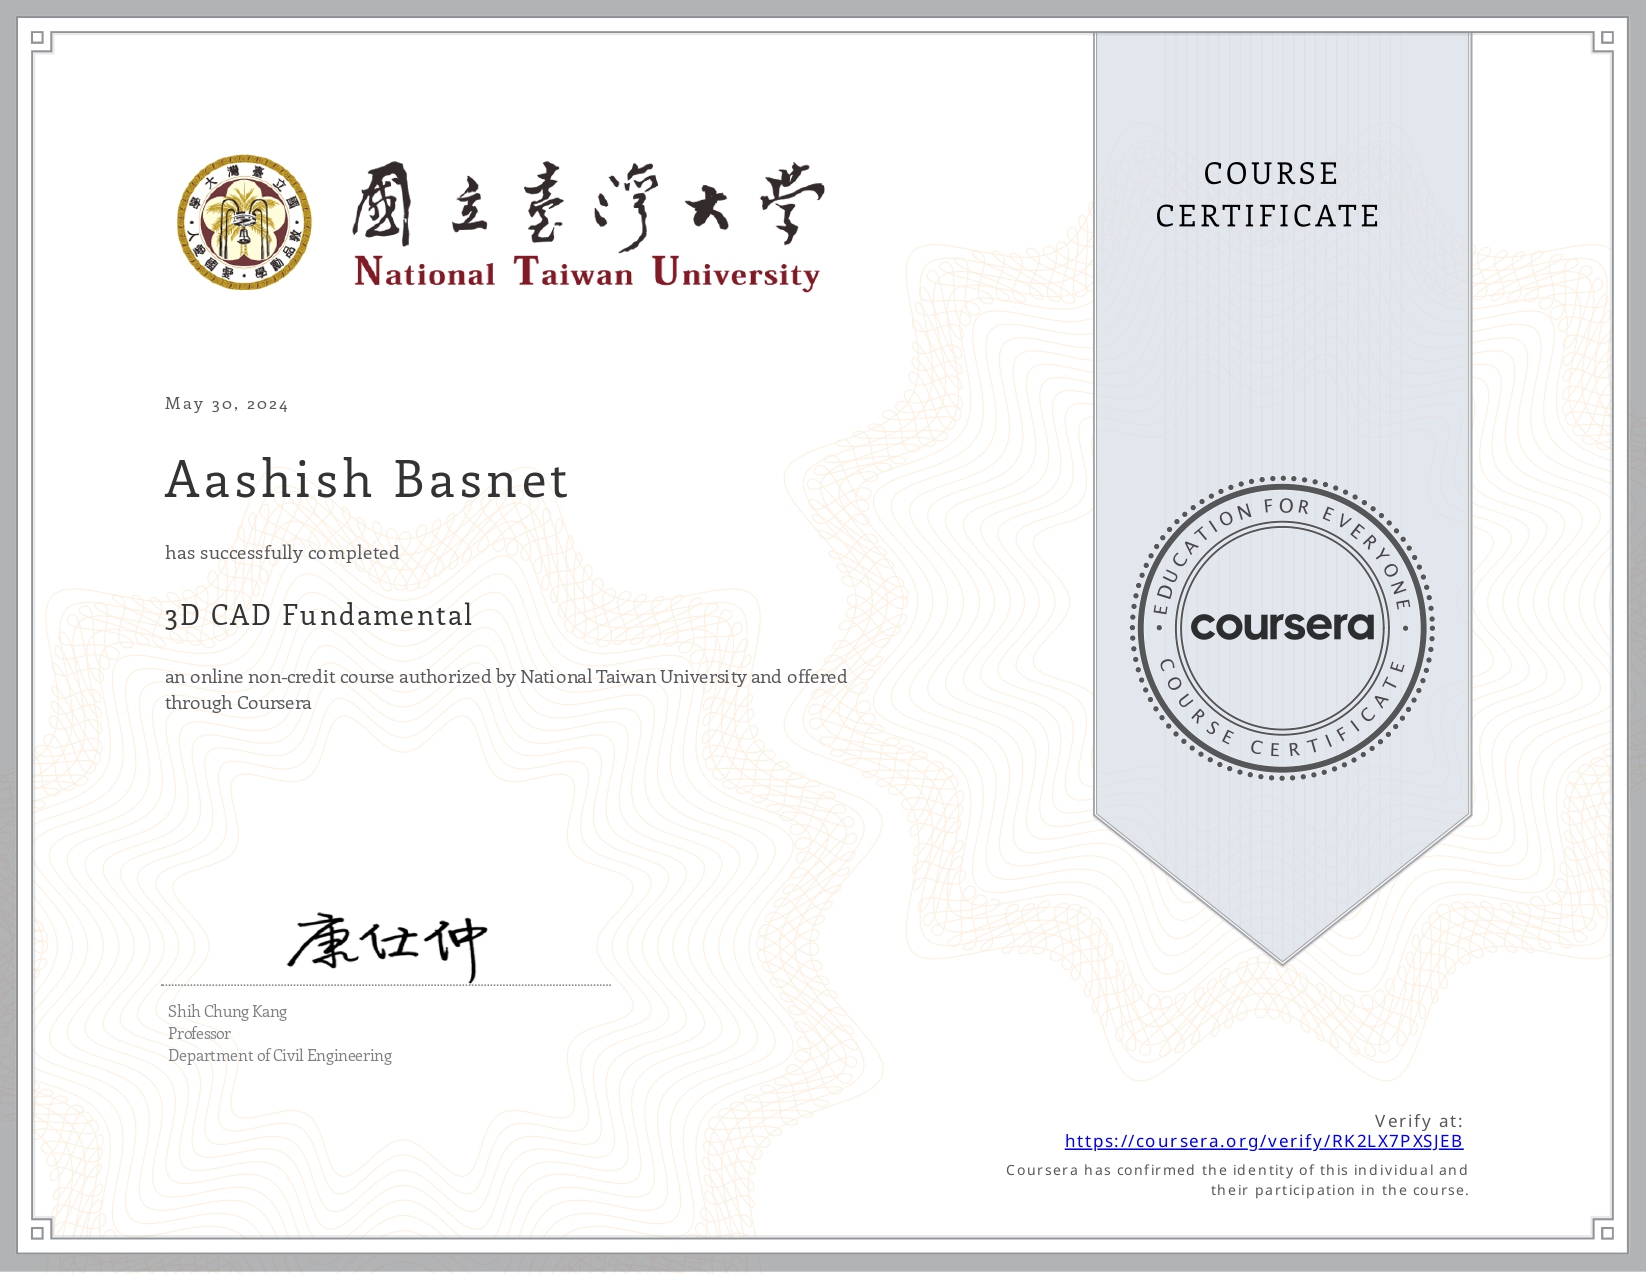 國立臺灣大學
National Taiwan University
COURSE
CERTIFICATE
May 30, 2024
Aashish Basnet
has successfully completed
3D CAD Fundamental
an online non-credit course authorized by National Taiwan University and offered
through Coursera
EDUCATION FOR EVERYONE
coursera
COURSE CERTIFICATE
康仕仲
Shih Chung Kang
Professor
Department of Civil Engineering
Verify at:
https://coursera.org/verify/RK2LX7PXSJEB
Coursera has confirmed the identity of this individual and
their participation in the course.